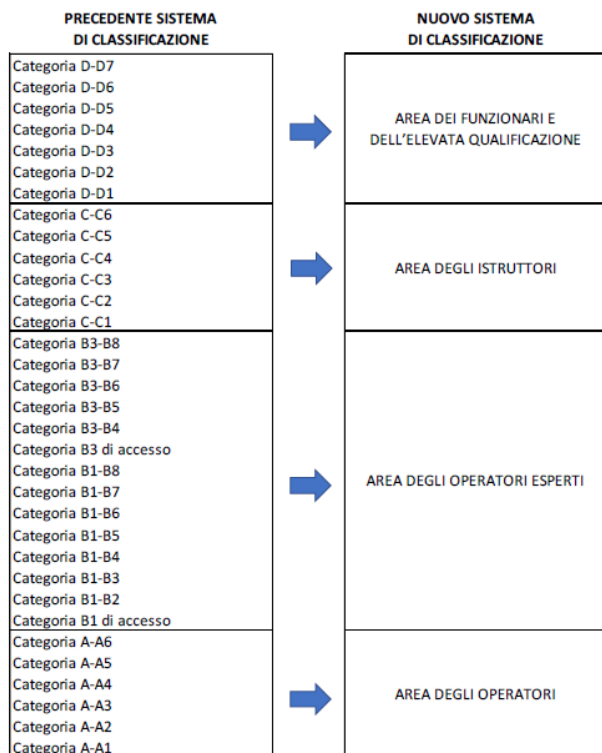 PRECEDENTE SISTEMA
DI CLASSIFICAZIONE
NUOVO SISTEMA
DI CLASSIFICAZIONE
Categoria D-D7
Categoria D-D6
Categoria D-D5
Categoria D-D4
Categoria D-D3
Categoria D-D2
Categoria D-D1
AREA DEI FUNZIONARI E
DELL'ELEVATA QUALIFICAZIONE
Categoria C-C6
Categoria C-C5
Categoria C-C4
Categoria C-C3
Categoria C-C2
Categoria C-C1
AREA DEGLI ISTRUTTORI
Categoria B3-B8
Categoria B3-B7
Categoria B3-B6
Categoria B3-B5
Categoria B3-B4
Categoria B3 di accesso
Categoria B1-B8
Categoria B1-B7
Categoria B1-B6
Categoria B1-B5
Categoria B1-B4
Categoria B1-B3
Categoria B1-B2
Categoria B1 di accesso
AREA DEGLI OPERATORI ESPERTI
Categoria A-A6
Categoria A-A5
Categoria A-A4
Categoria A-A3
Categoria A-A2
Categoria A-A1
AREA DEGLI OPERATORI